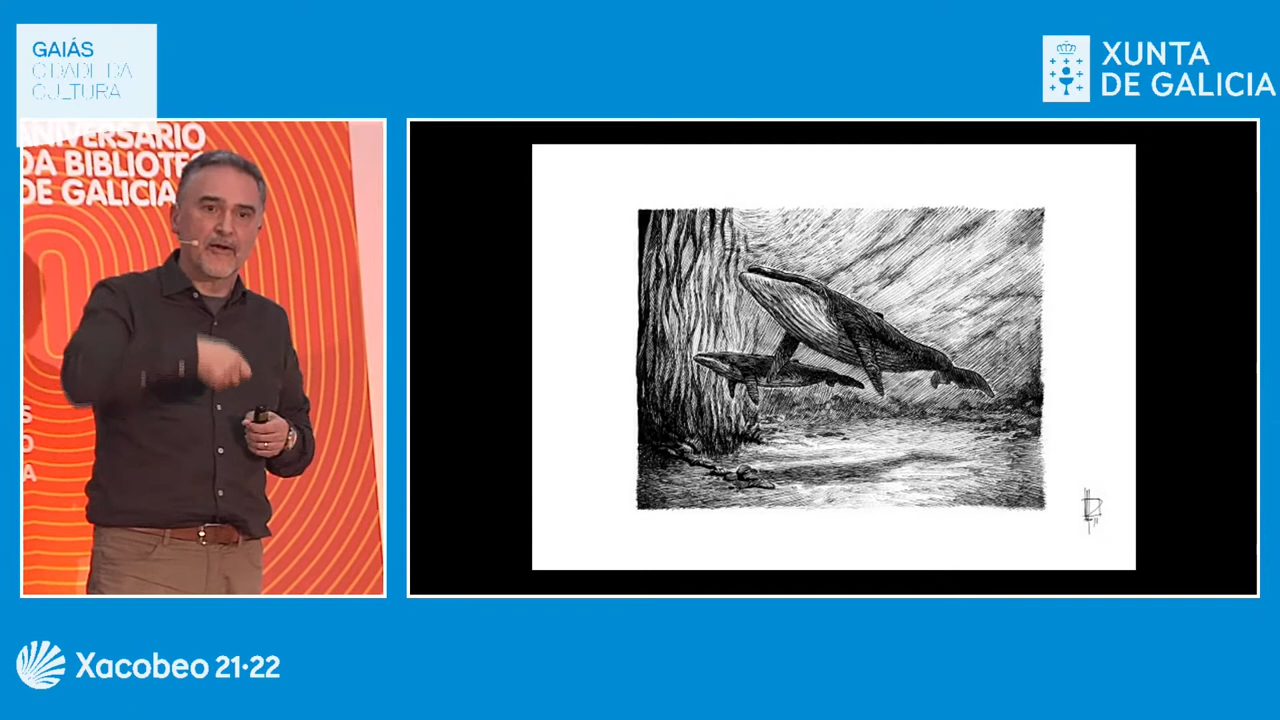 GAIÁS
CIDADE DA
CULTURA
XUNTA
DE GALICIA
ANIVERSARIO
DA BIBLIOTE
DE GALICIA
S
O
A
Xacobeo 21·22